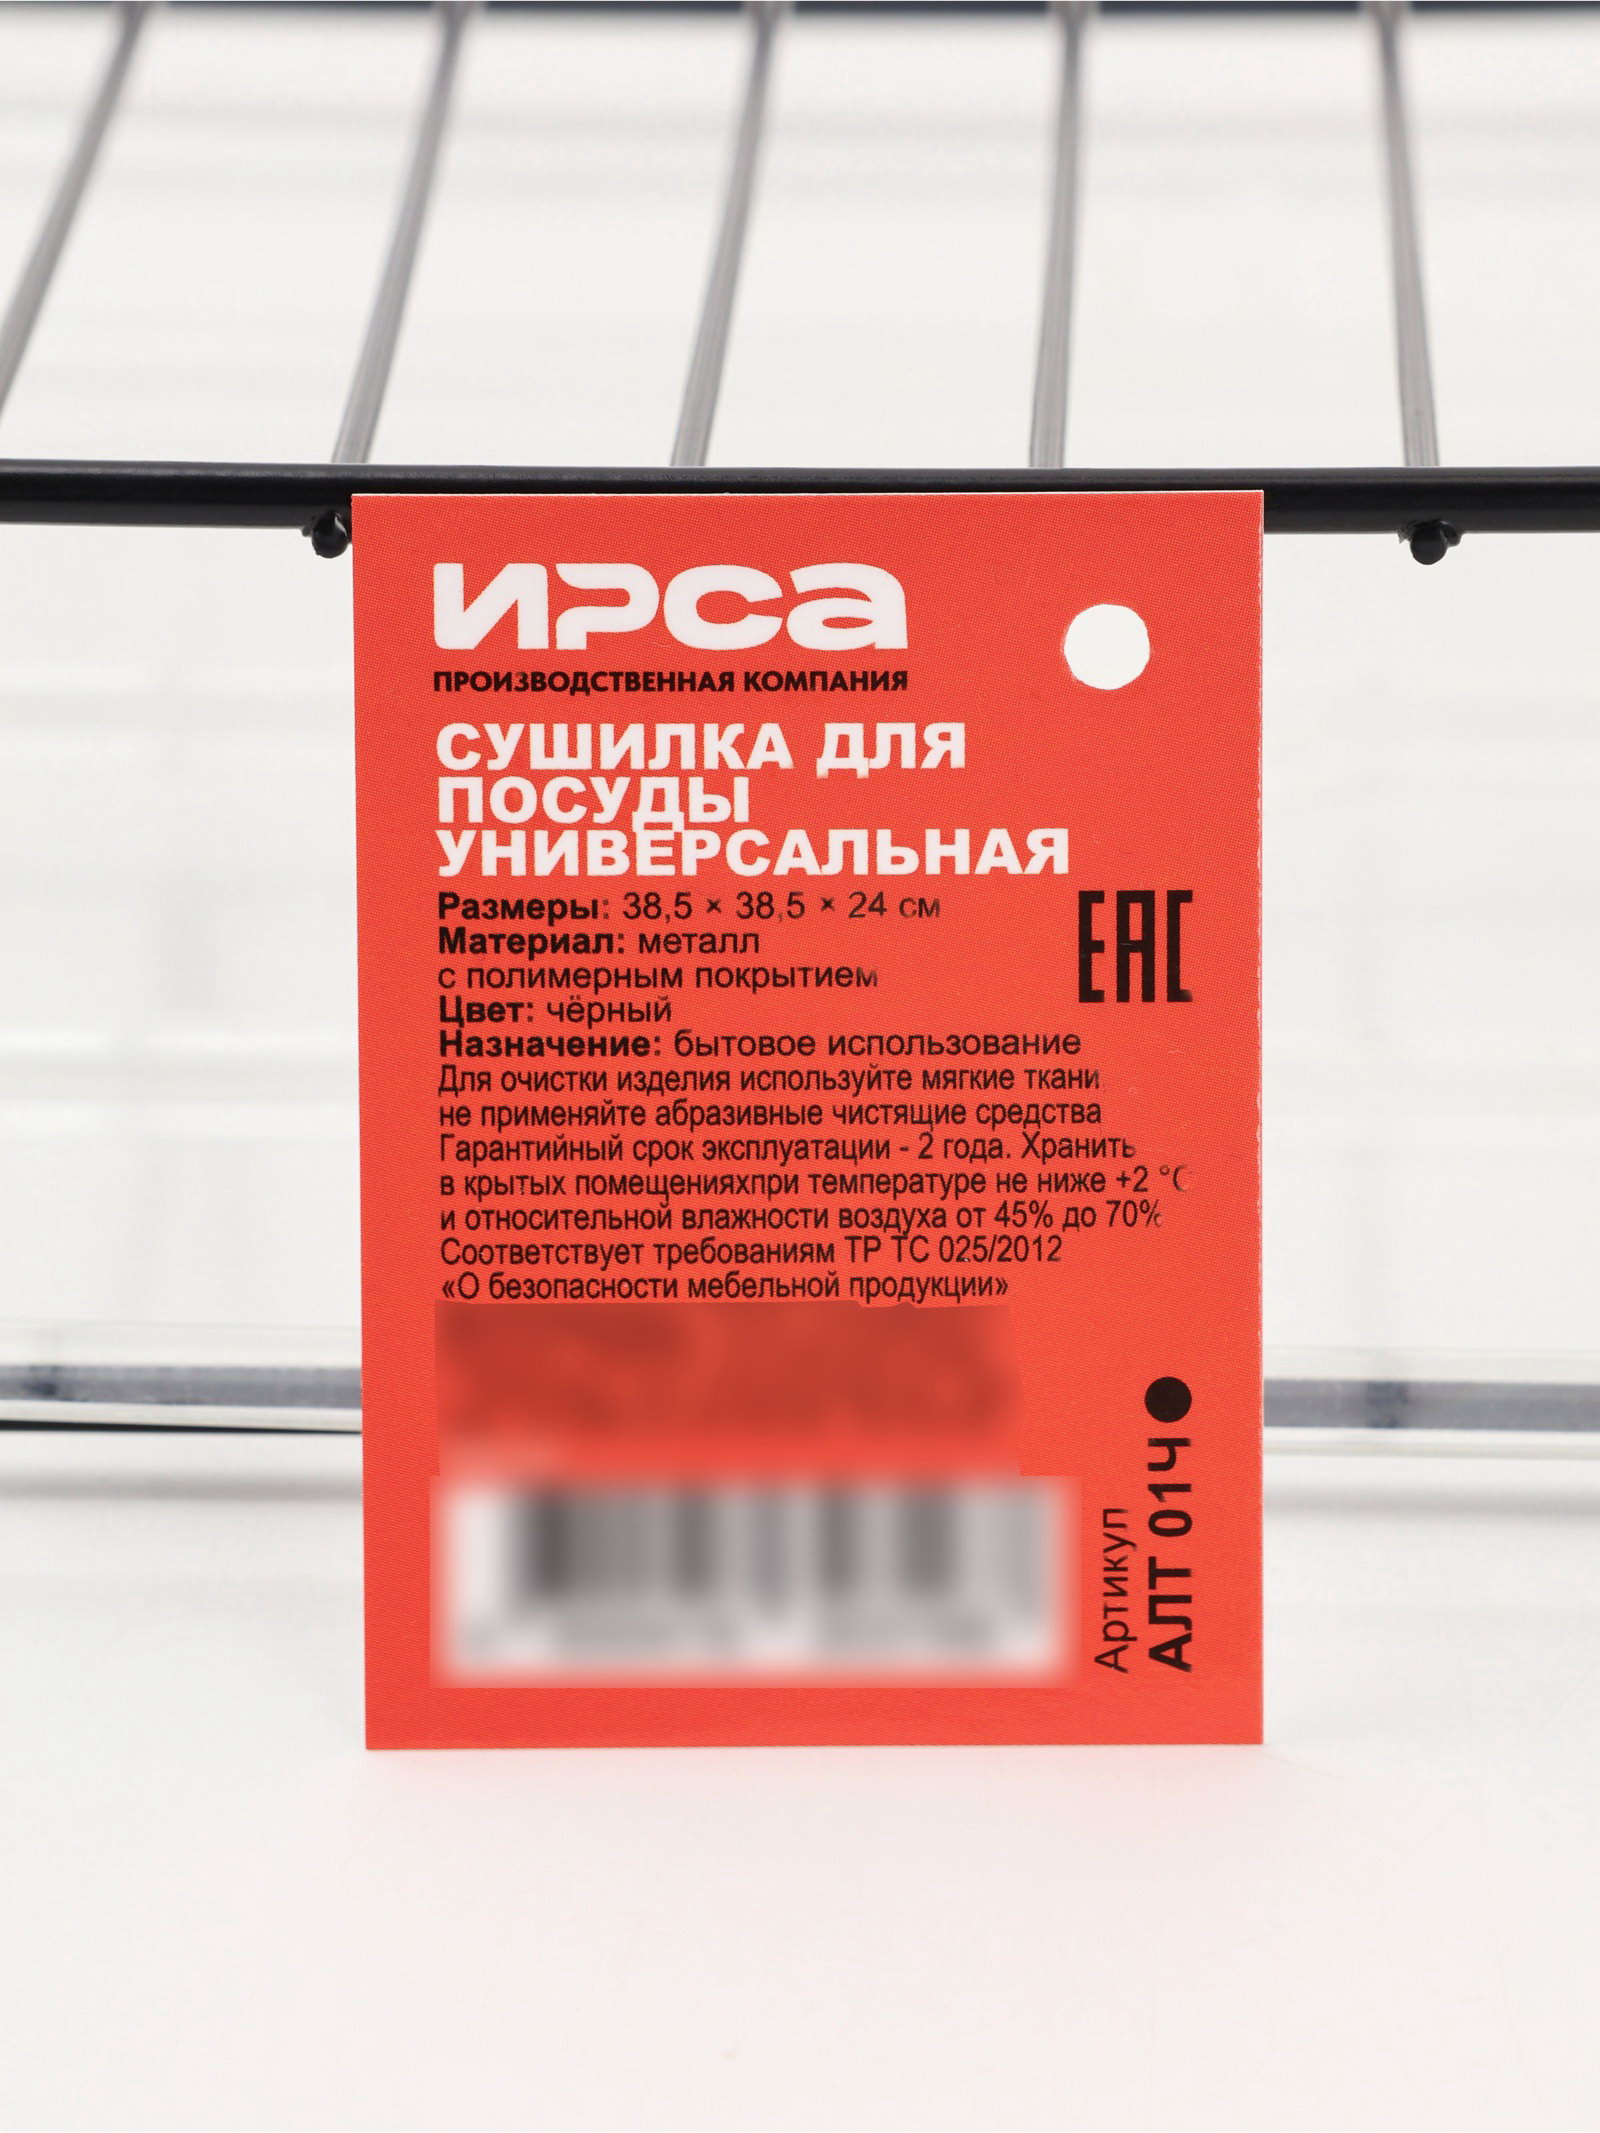 ИРСА
ПРОИЗВОДСТВЕННАЯ КОМПАНИЯ
СУШИЛКА ДЛЯ
ПОСУДЫ
УНИВЕРСАЛЬНАЯ
Размеры: 38,5 × 38,5 × 24 см
Материал: металл
с полимерным покрытием
Цвет: чёрный
Назначение: бытовое использование
Для очистки изделия используйте мягкие ткани
не применяйте абразивные чистящие средства
Гарантийный срок эксплуатации - 2 года. Хранить
в крытых помещенияхпри температуре не ниже +2 °С
и относительной влажности воздуха от 45% до 70%
Соответствует требованиям ТР ТС 025/2012
«О безопасности мебельной продукции»
ЕАС
Артикул
АЛТ 01Ч